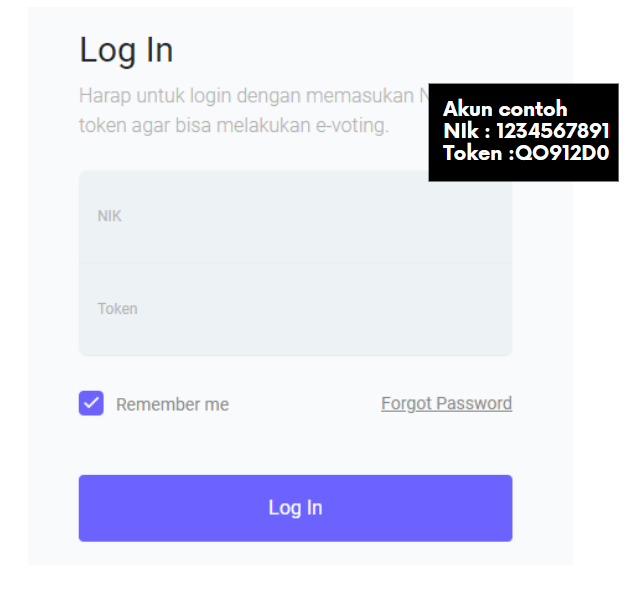 Log In
Harap untuk login dengan memasukan N
token agar bisa melakukan e-voting.
Akun contoh
NIk : 1234567891
Token :QO912D0
NIK
Token
Remember me
Forgot Password
Log In